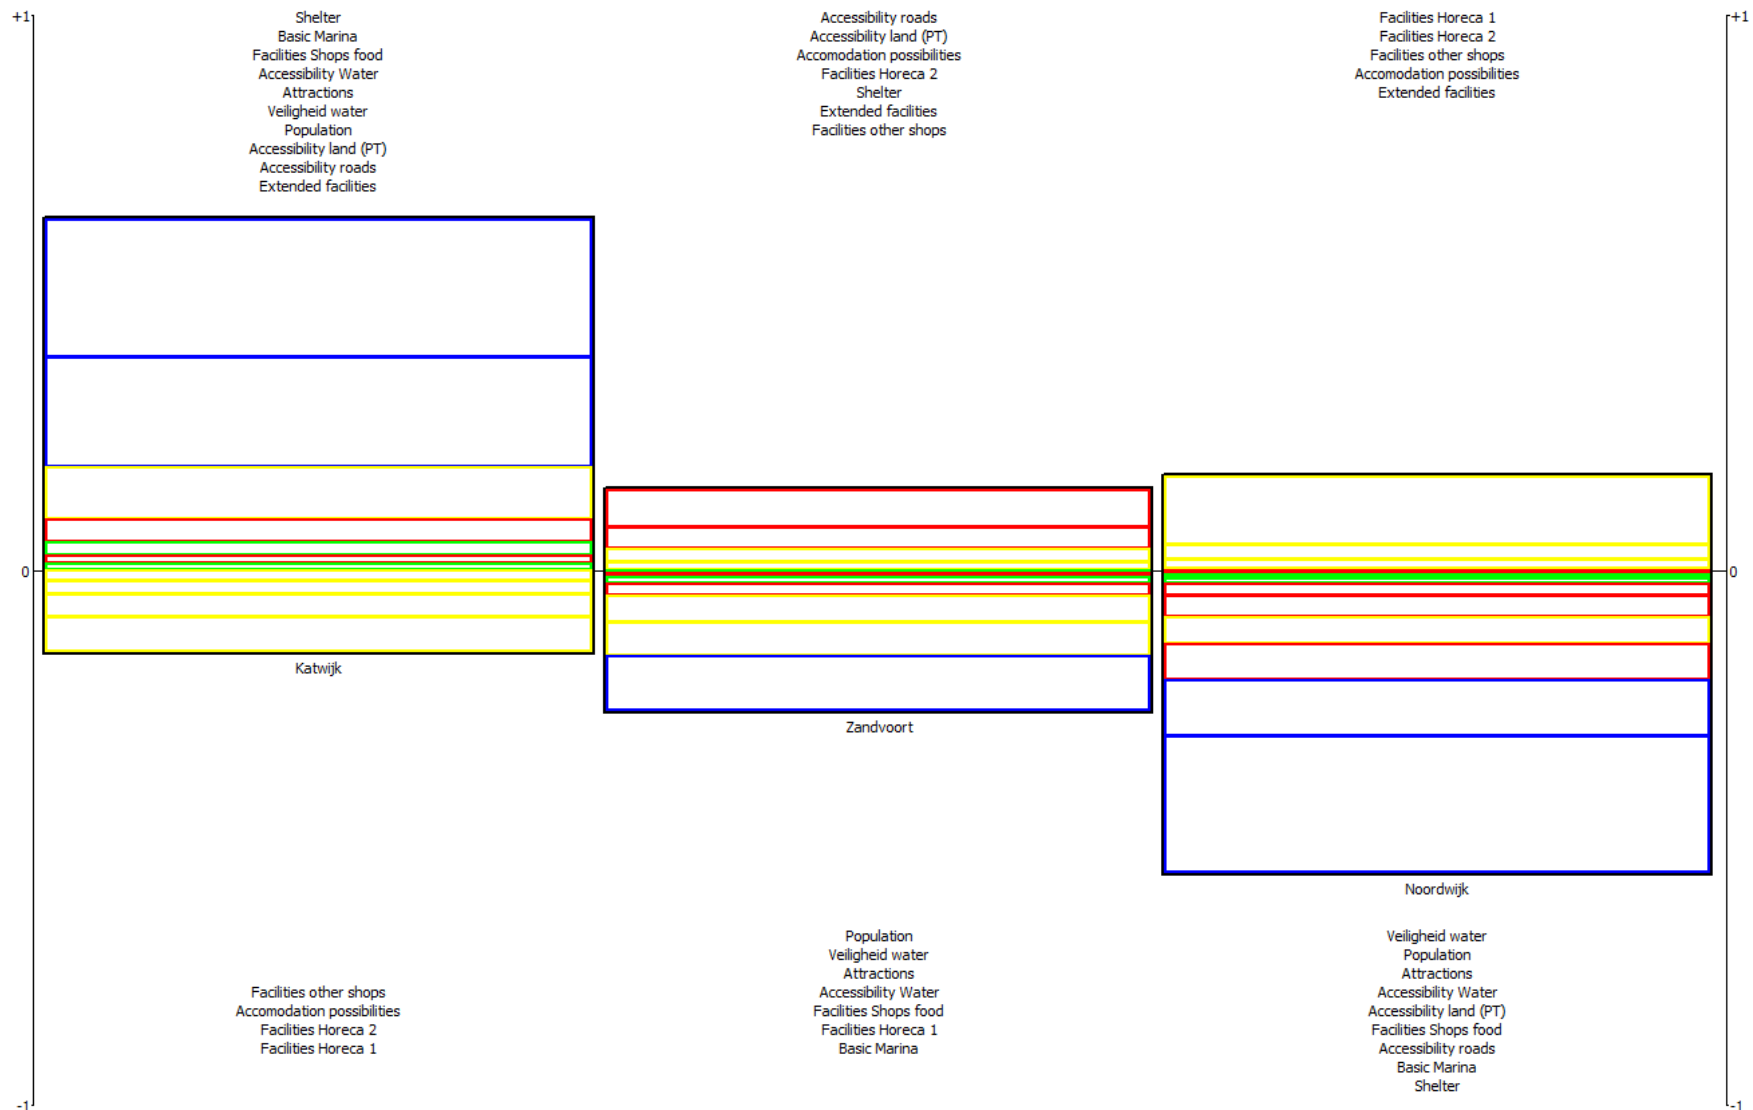 +1
Shelter
Basic Marina
Facilities Shops food
Accessibility Water
Attractions
Veiligheid water
Population
Accessibility land (PT)
Accessibility roads
Extended facilities
Accessibility roads
Accessibility land (PT)
Accomodation possibilities
Facilities Horeca 2
Shelter
Extended facilities
Facilities other shops
Facilities Horeca 1
Facilities Horeca 2
Facilities other shops
Accomodation possibilities
Extended facilities
+1
0
0
Katwijk
Zandvoort
Noordwijk
Facilities other shops
Accomodation possibilities
Facilities Horeca 2
Facilities Horeca 1
Population
Veiligheid water
Attractions
Accessibility Water
Facilities Shops food
Facilities Horeca 1
Basic Marina
Veiligheid water
Population
Attractions
Accessibility Water
Accessibility land (PT)
Facilities Shops food
Accessibility roads
Basic Marina
Shelter
-1
-1